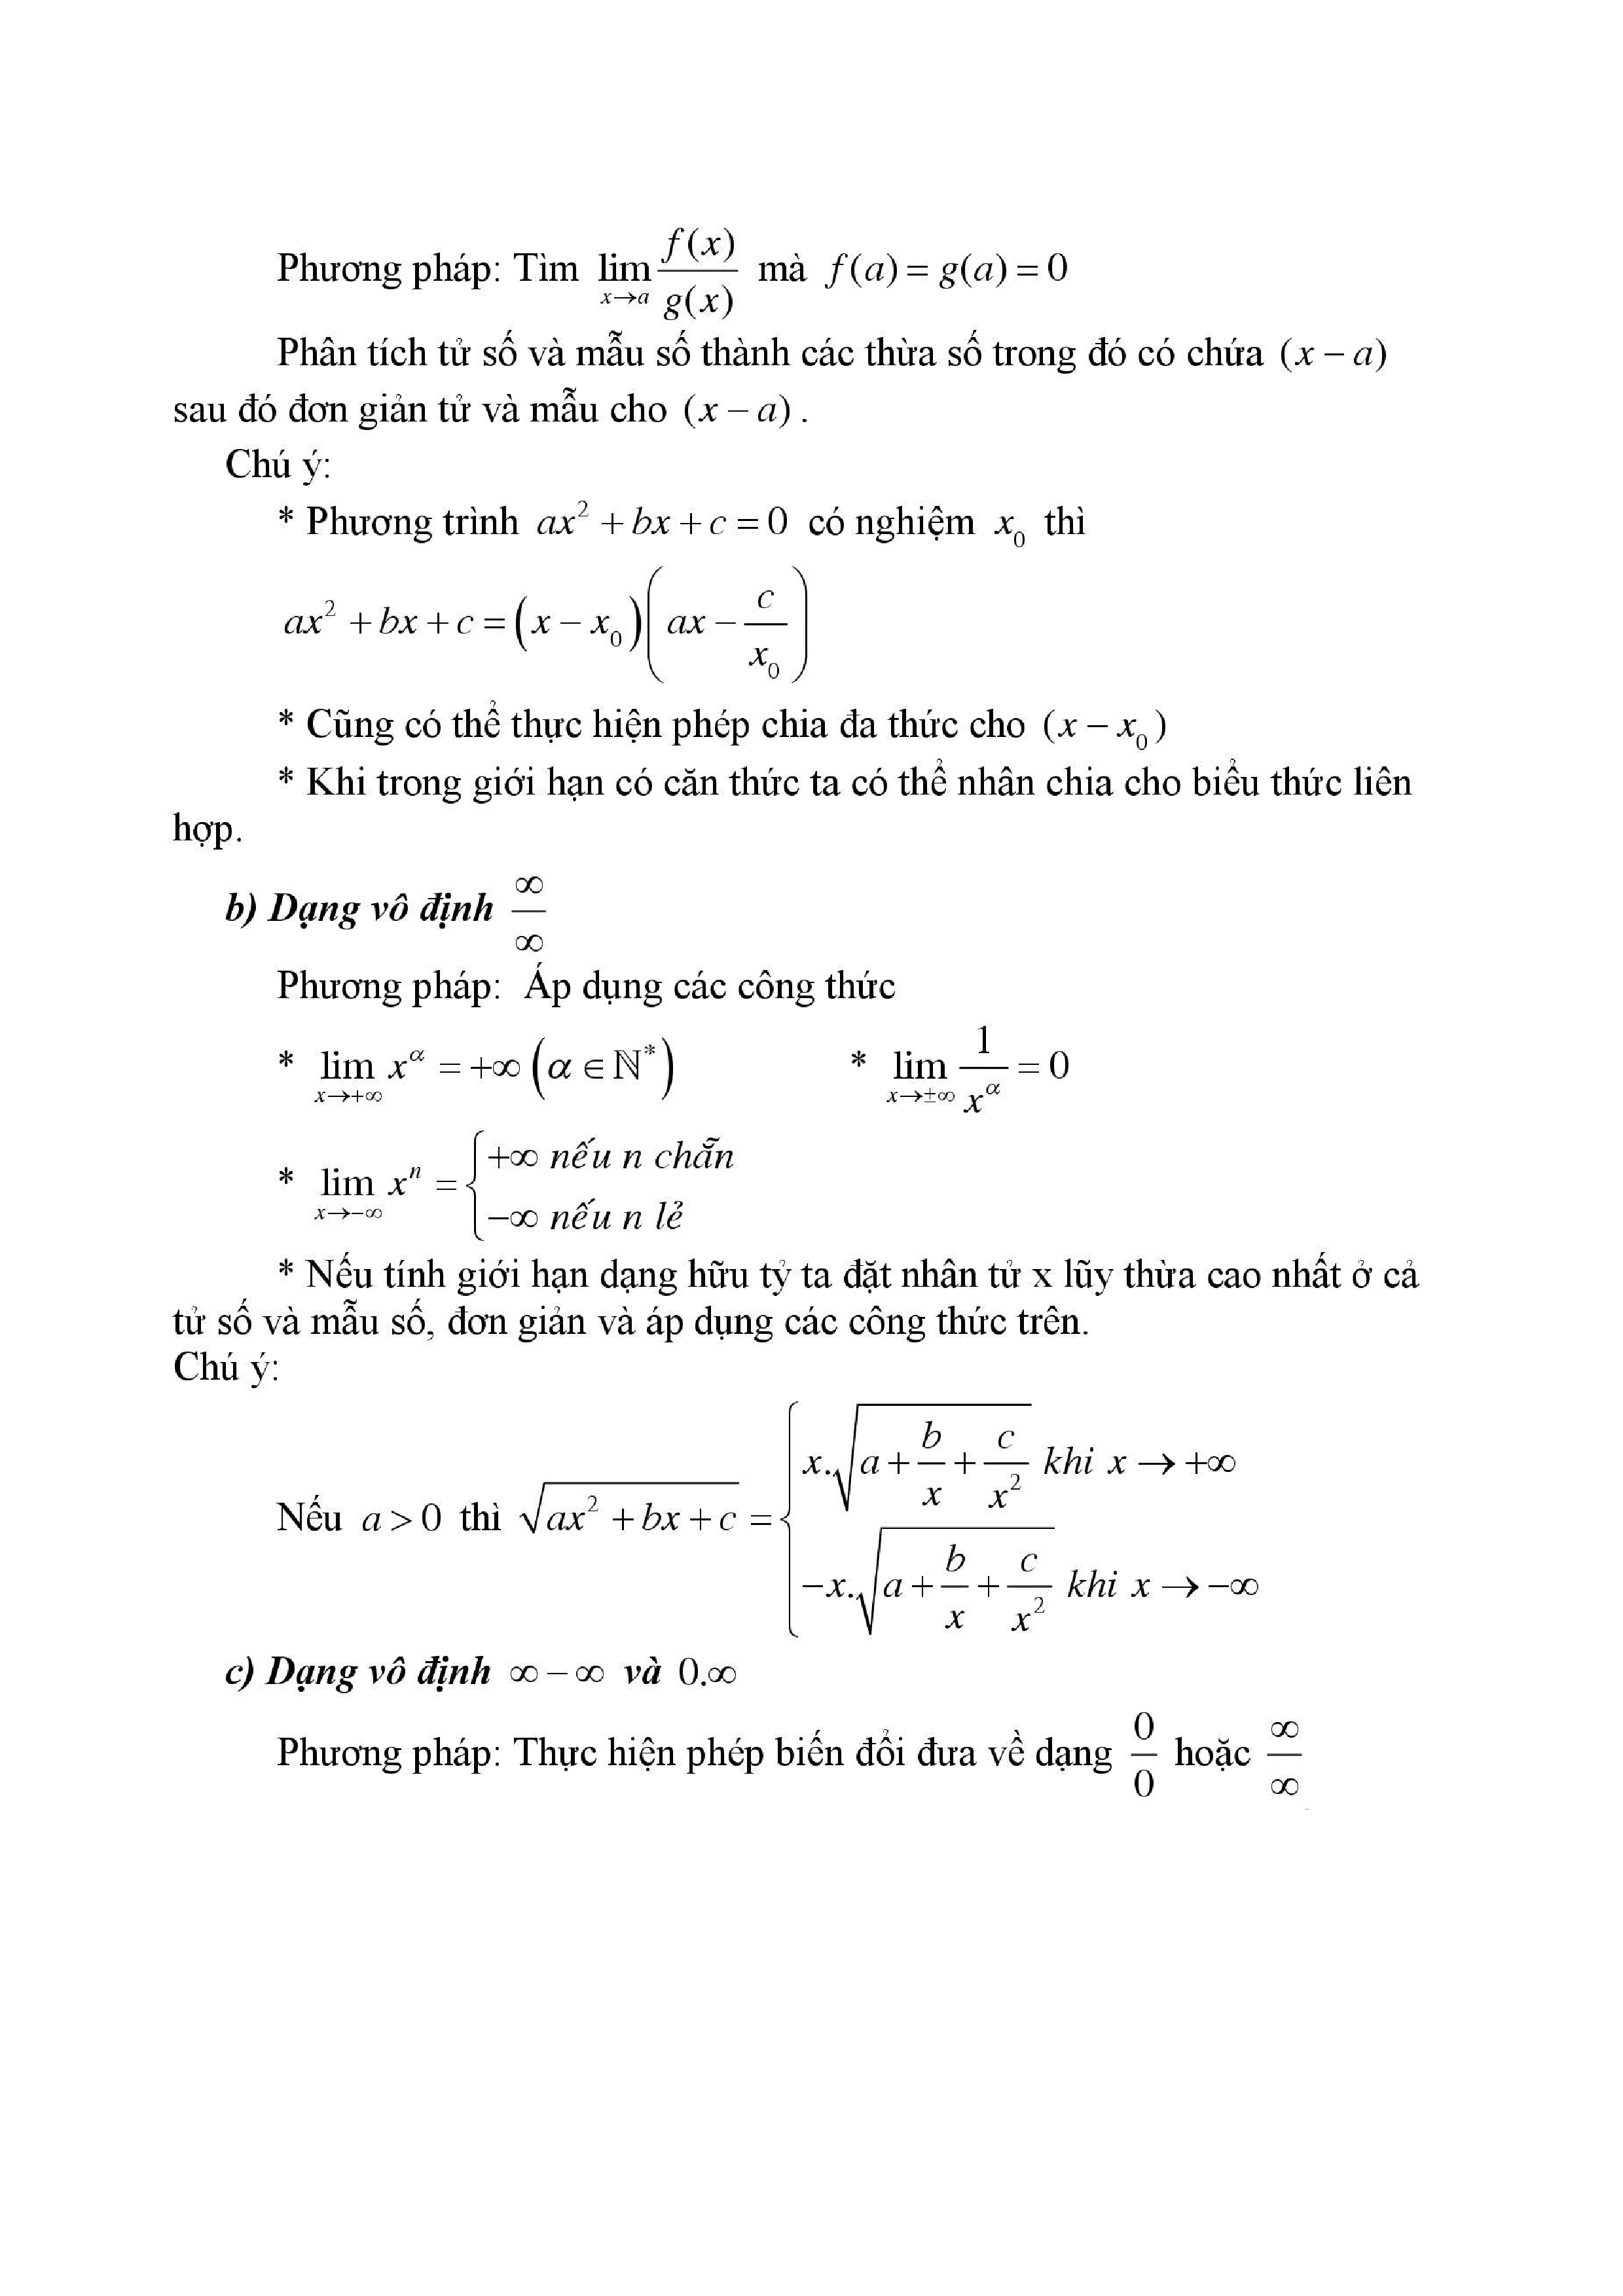 Phương pháp: Tìm $\lim_{x \to a} \frac{f(x)}{g(x)}$ mà $f(a) = g(a) = 0$
Phân tích tử số và mẫu số thành các thừa số trong đó có chứa $(x - a)$
sau đó đơn giản tử và mẫu cho $(x - a)$.
Chú ý:
* Phương trình $ax^2 + bx + c = 0$ có nghiệm $x_0$ thì
$ax^2 + bx + c = (x - x_0)\left(ax - \frac{c}{x_0}\right)$
* Cũng có thể thực hiện phép chia đa thức cho $(x - x_0)$
* Khi trong giới hạn có căn thức ta có thể nhân chia cho biểu thức liên
hợp.
b) Dạng vô định $\frac{\infty}{\infty}$
Phương pháp: Áp dụng các công thức
* $\lim_{x \to +\infty} x^\alpha = +\infty \left(\alpha \in \mathbb{N}^*\right)$ * $\lim_{x \to \pm\infty} \frac{1}{x^\alpha} = 0$
* $\lim_{x \to -\infty} x^n = \begin{cases} +\infty \text{ nếu n chẵn} \\ -\infty \text{ nếu n lẻ} \end{cases}$
* Nếu tính giới hạn dạng hữu tỷ ta đặt nhân tử x lũy thừa cao nhất ở cả
tử số và mẫu số, đơn giản và áp dụng các công thức trên.
Chú ý:
Nếu $a > 0$ thì $\sqrt{ax^2 + bx + c} = \begin{cases} x.\sqrt{a + \frac{b}{x} + \frac{c}{x^2}} \text{ khi } x \to +\infty \\ -x.\sqrt{a + \frac{b}{x} + \frac{c}{x^2}} \text{ khi } x \to -\infty \end{cases}$
c) Dạng vô định $\infty - \infty$ và $0.\infty$
Phương pháp: Thực hiện phép biến đổi đưa về dạng $\frac{0}{0}$ hoặc $\frac{\infty}{\infty}$